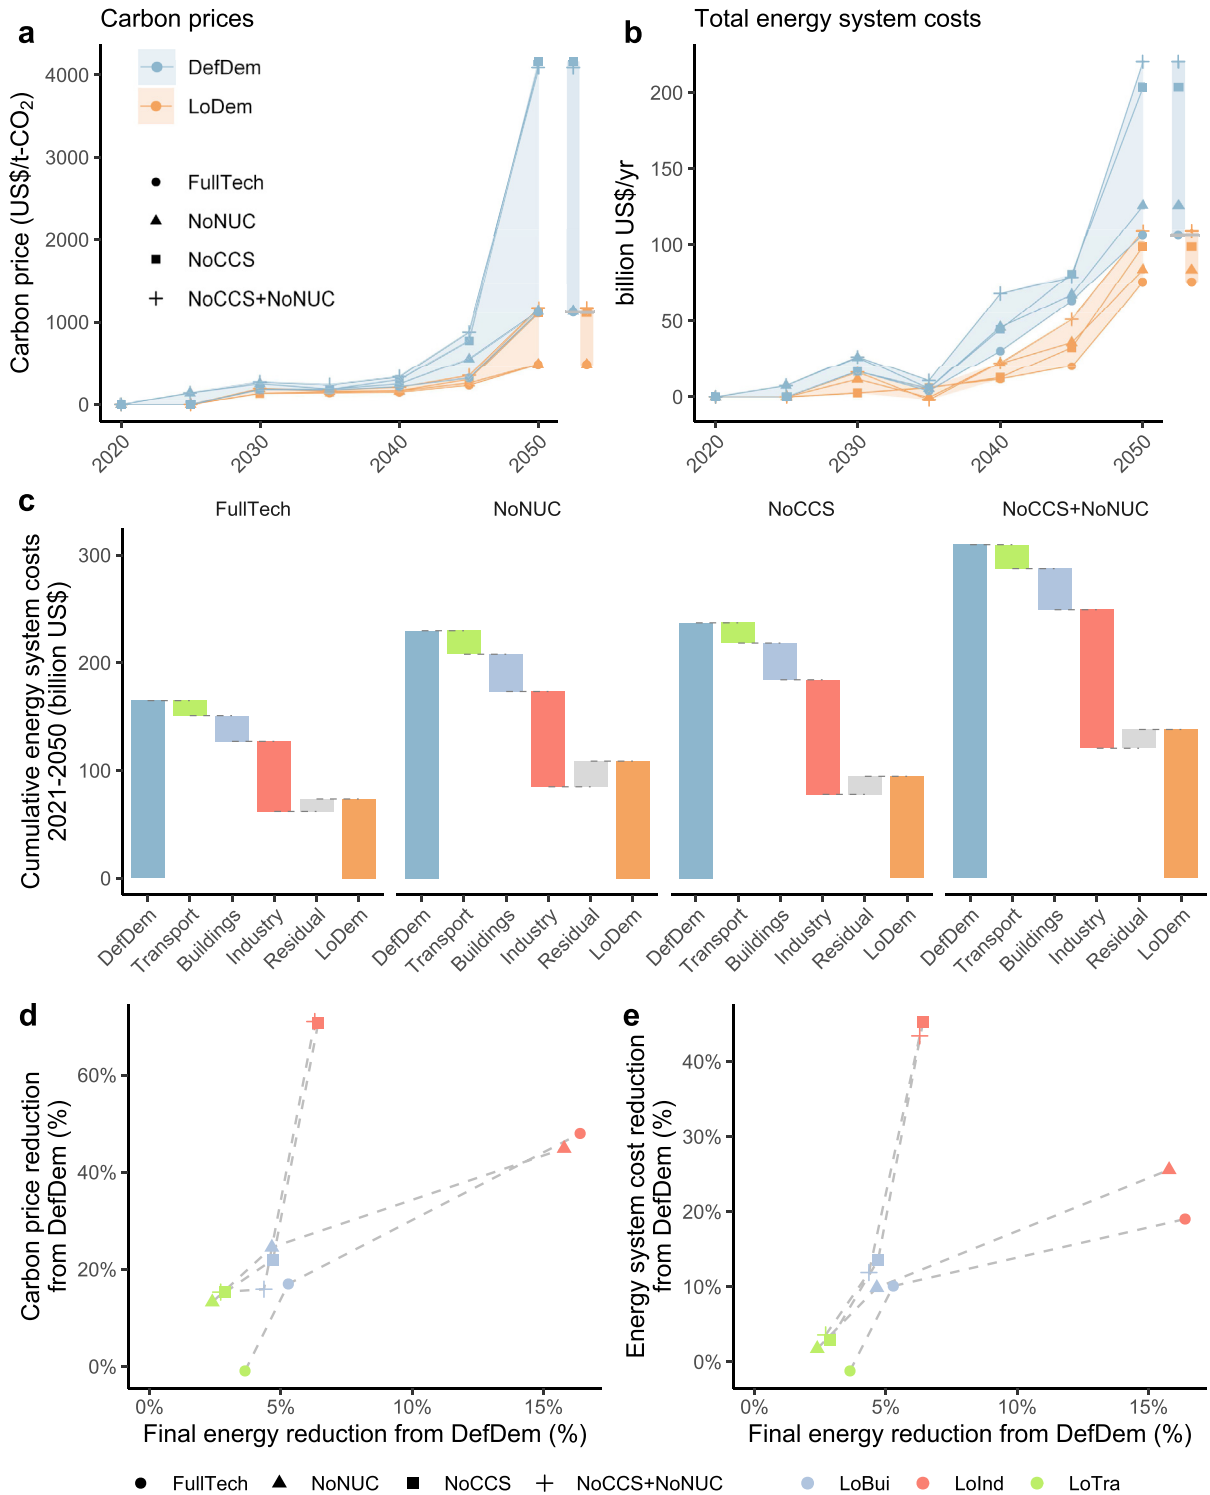 a
Carbon prices
Carbon price (US$/t-CO2)
4000
3000
2000
1000
0
DefDem
LoDem
FullTech
NoNUC
NoCCS
NoCCS+NoNUC
2020
2030
2040
2050
b
Total energy system costs
billion US$/yr
200
150
100
50
0
2020
2030
2040
2050
c
Cumulative energy system costs
2021-2050 (billion US$)
300
200
100
0
FullTech
NoNUC
NoCCS
NoCCS+NoNUC
DefDem
Transport
Buildings
Industry
Residual
LoDem
DefDem
Transport
Buildings
Industry
Residual
LoDem
DefDem
Transport
Buildings
Industry
Residual
LoDem
DefDem
Transport
Buildings
Industry
Residual
LoDem
d
Carbon price reduction
from DefDem (%)
60%
40%
20%
0%
0%
5%
10%
15%
Final energy reduction from DefDem (%)
e
Energy system cost reduction
from DefDem (%)
40%
30%
20%
10%
0%
0%
5%
10%
15%
Final energy reduction from DefDem (%)
FullTech
NoNUC
NoCCS
NoCCS+NoNUC
LoBui
LoInd
LoTra